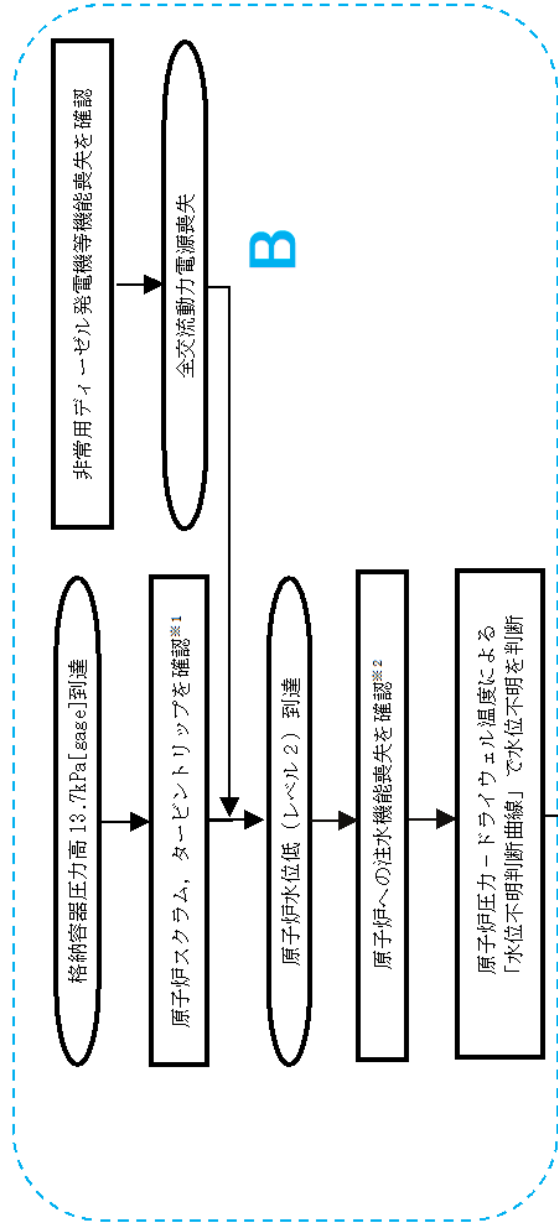 格納容器圧力高 13.7kPa[gage]到達
非常用ディーゼル発電機等機能喪失を確認
原子炉スクラム，タービントリップを確認※1
全交流動力電源喪失
B
原子炉水位低（レベル2）到達
原子炉への注水機能喪失を確認※2
原子炉圧力－ドライウェル温度による
「水位不明判断曲線」で水位不明を判断